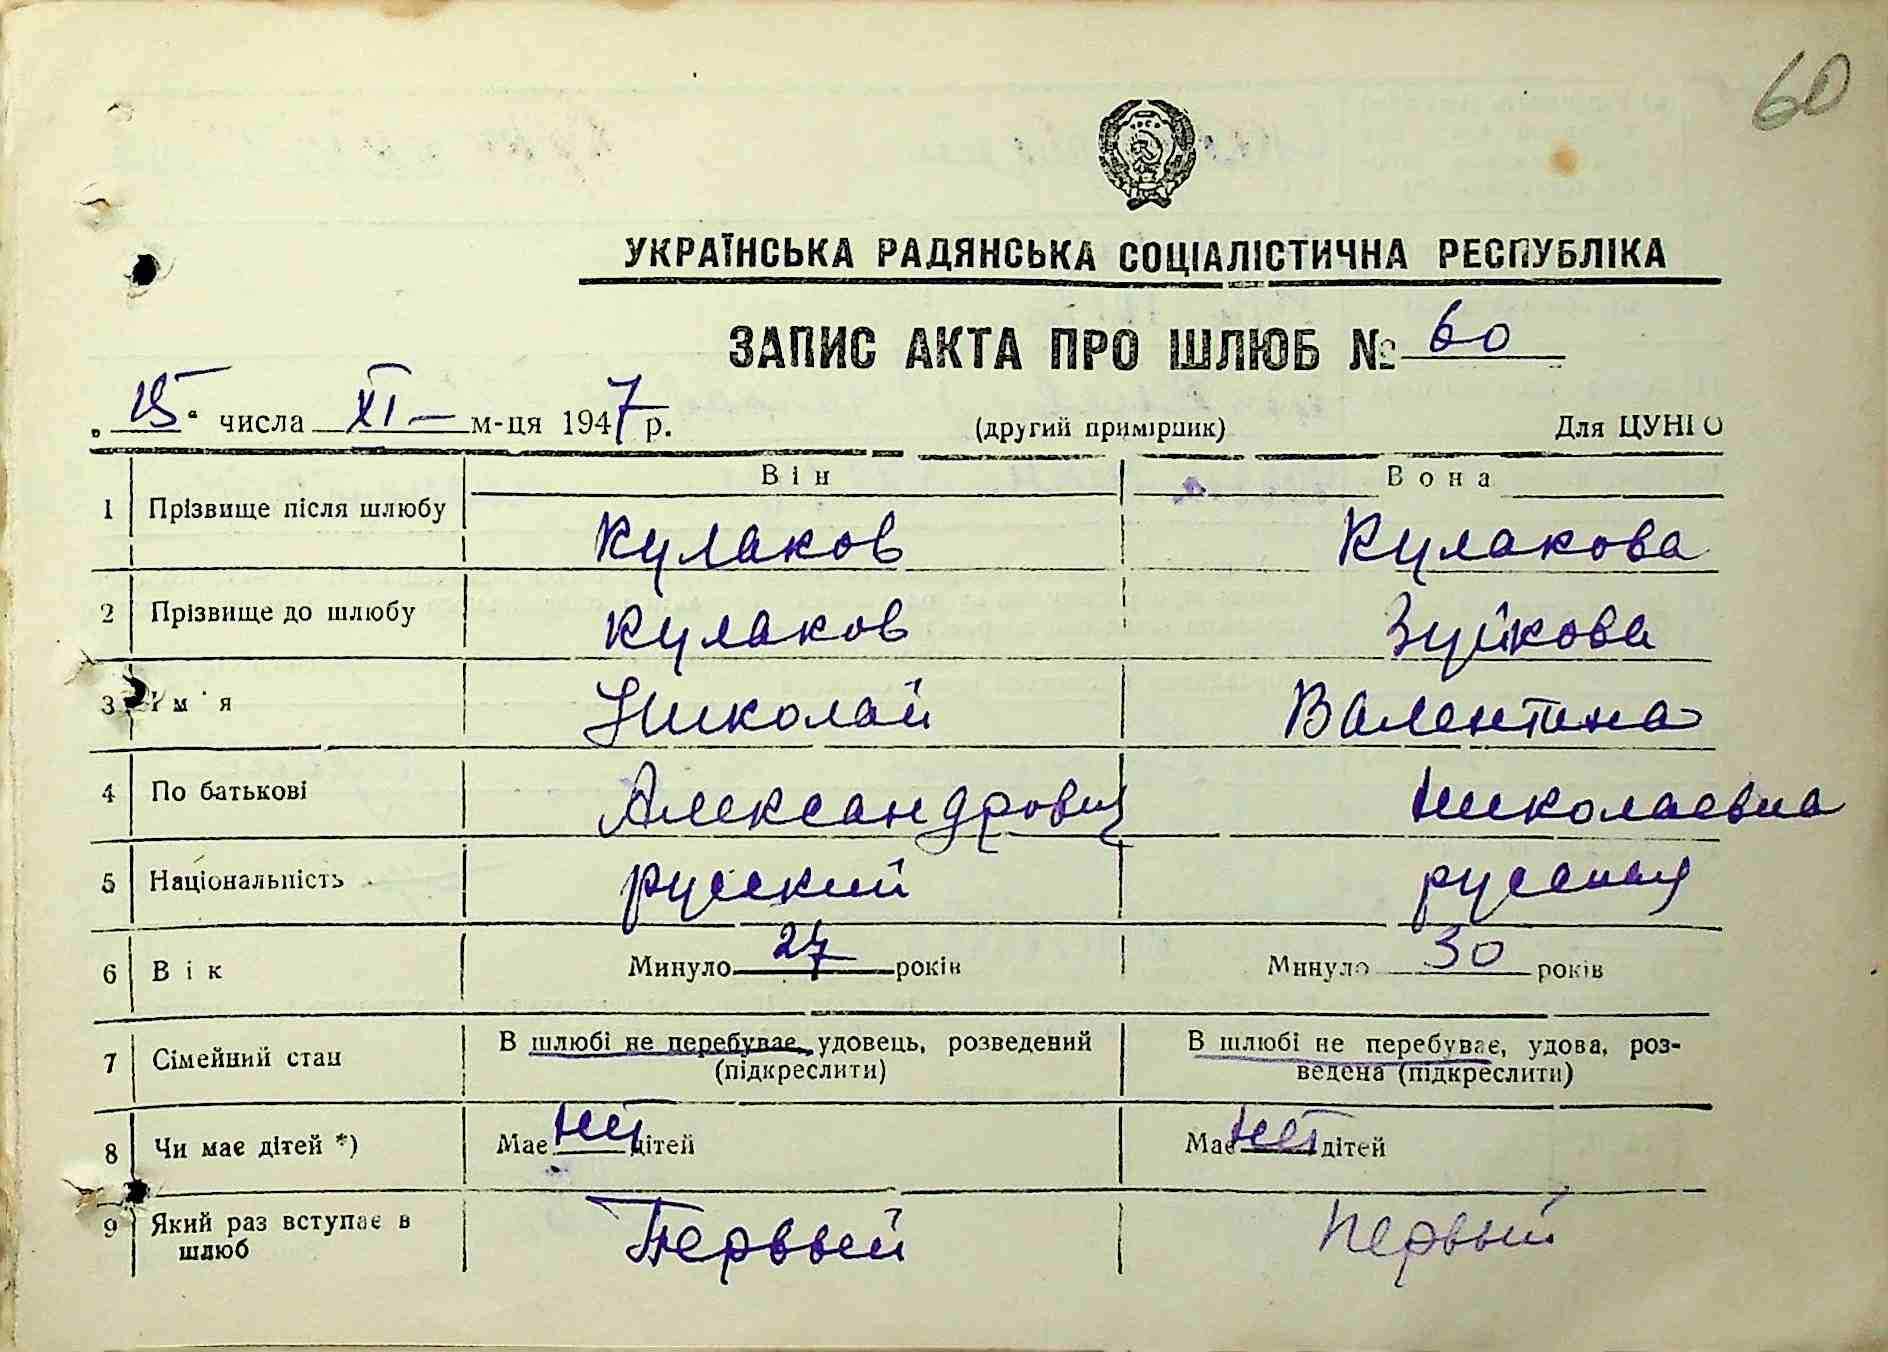 60
УКРАЇНСЬКА РАДЯНСЬКА СОЦІАЛІСТИЧНА РЕСПУБЛІКА
ЗАПИС АКТА ПРО ШЛЮБ № 60
„15“ числа XI м-ця 1947 р. (другий примірник) Для ЦУНГО
Він Вона
1 Прізвище після шлюбу Кулаков Кулакова
2 Прізвище до шлюбу Кулаков Зуйкова
3 Ім'я Николай Валентина
4 По батькові Александрович Николаевна
5 Національність русский русская
6 Вік Минуло 27 років Минуло 30 років
7 Сімейний стан В шлюбі не перебуває, удовець, розведений В шлюбі не перебуває, удова, роз-
(підкреслити) ведена (підкреслити)
8 Чи має дітей *) Має нет дітей Має нет дітей
9 Який раз вступає в Первый Первый
шлюб